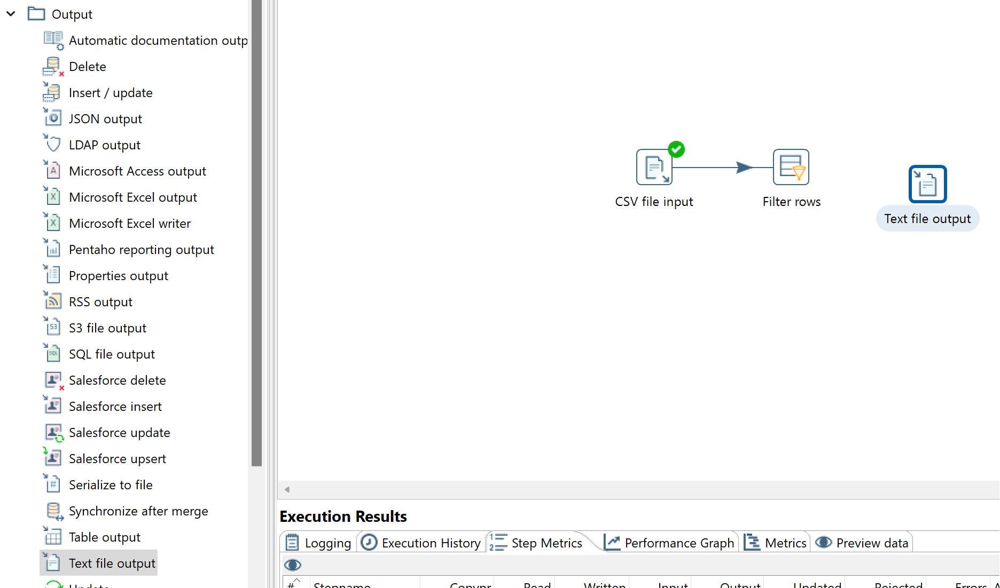 Output
Automatic documentation outp
Delete
Insert / update
JSON output
LDAP output
Microsoft Access output
Microsoft Excel output
Microsoft Excel writer
Pentaho reporting output
Properties output
RSS output
S3 file output
SQL file output
Salesforce delete
Salesforce insert
Salesforce update
Salesforce upsert
Serialize to file
Synchronize after merge
Table output
Text file output
Update
CSV file input
Filter rows
Text file output
Execution Results
Logging
Execution History
Step Metrics
Performance Graph
Metrics
Preview data
# Stepname Copynr Read Written Input Output Updated Rejected Errors A